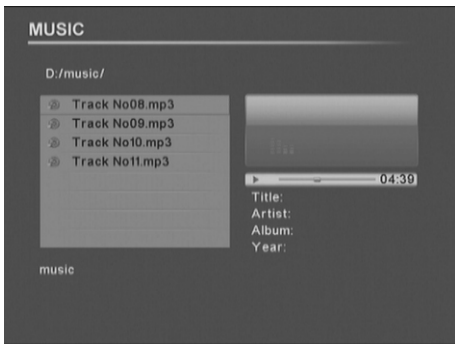 MUSIC
D:/music/
Track No08.mp3
Track No09.mp3
Track No10.mp3
Track No11.mp3
04:39
Title:
Artist:
Album:
Year:
music